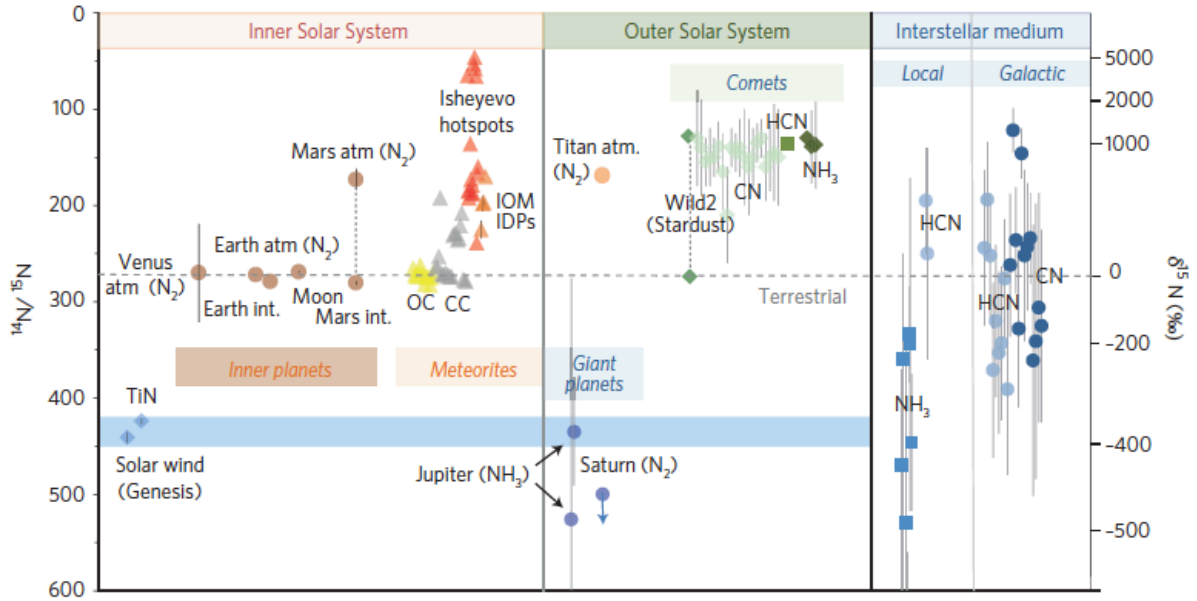 Inner Solar System
Outer Solar System
Interstellar medium
Local
Galactic
Comets
Isheyevo
hotspots
HCN
NH₃
CN
Mars atm (N₂)
Titan atm.
(N₂)
IOM
IDPs
Wild2
(Stardust)
HCN
Venus
atm (N₂)
Earth atm (N₂)
Earth int.
Moon
Mars int.
OC
CC
Terrestrial
HCN
CN
Inner planets
Meteorites
Giant
planets
NH₃
TiN
Solar wind
(Genesis)
Jupiter (NH₃)
Saturn (N₂)
0
100
200
300
400
500
600
¹⁴N/ ¹⁵N
5000
2000
1000
0
–200
–400
–500
δ¹⁵ N (‰)